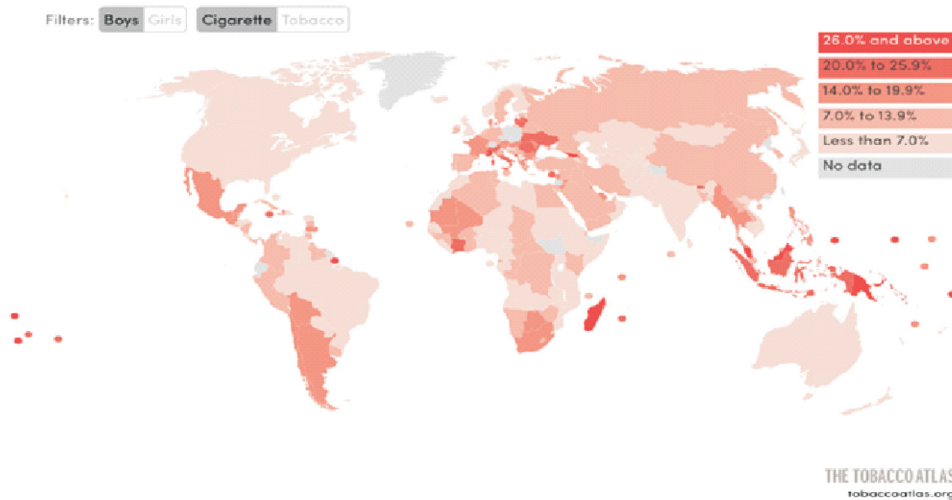 Filters: Boys Girls Cigarette Tobacco
26.0% and above
20.0% to 25.9%
14.0% to 19.9%
7.0% to 13.9%
Less than 7.0%
No data
THE TOBACCO ATLAS
tobaccoatlas.org